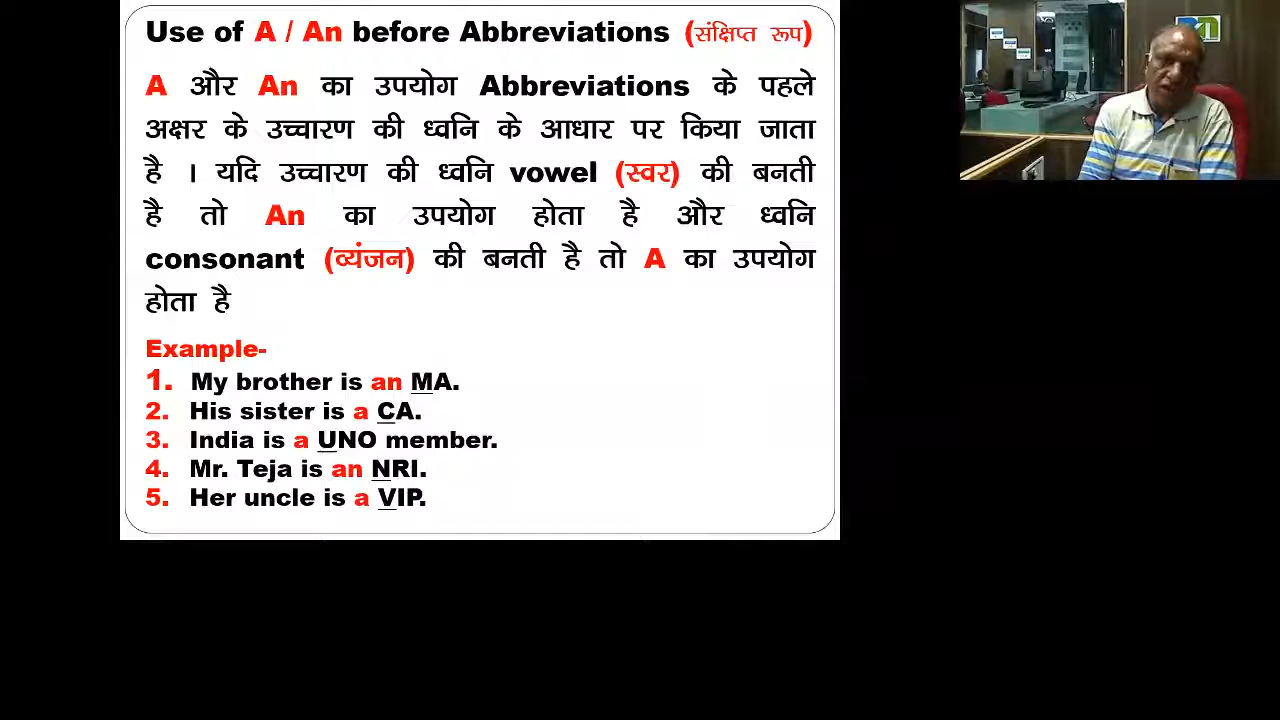 Use of A / An before Abbreviations (संक्षिप्त रूप)
A और An का उपयोग Abbreviations के पहले
अक्षर के उच्चारण की ध्वनि के आधार पर किया जाता
है । यदि उच्चारण की ध्वनि vowel (स्वर) की बनती
है तो An का उपयोग होता है और ध्वनि
consonant (व्यंजन) की बनती है तो A का उपयोग
होता है
Example-
1. My brother is an MA.
2. His sister is a CA.
3. India is a UNO member.
4. Mr. Teja is an NRI.
5. Her uncle is a VIP.